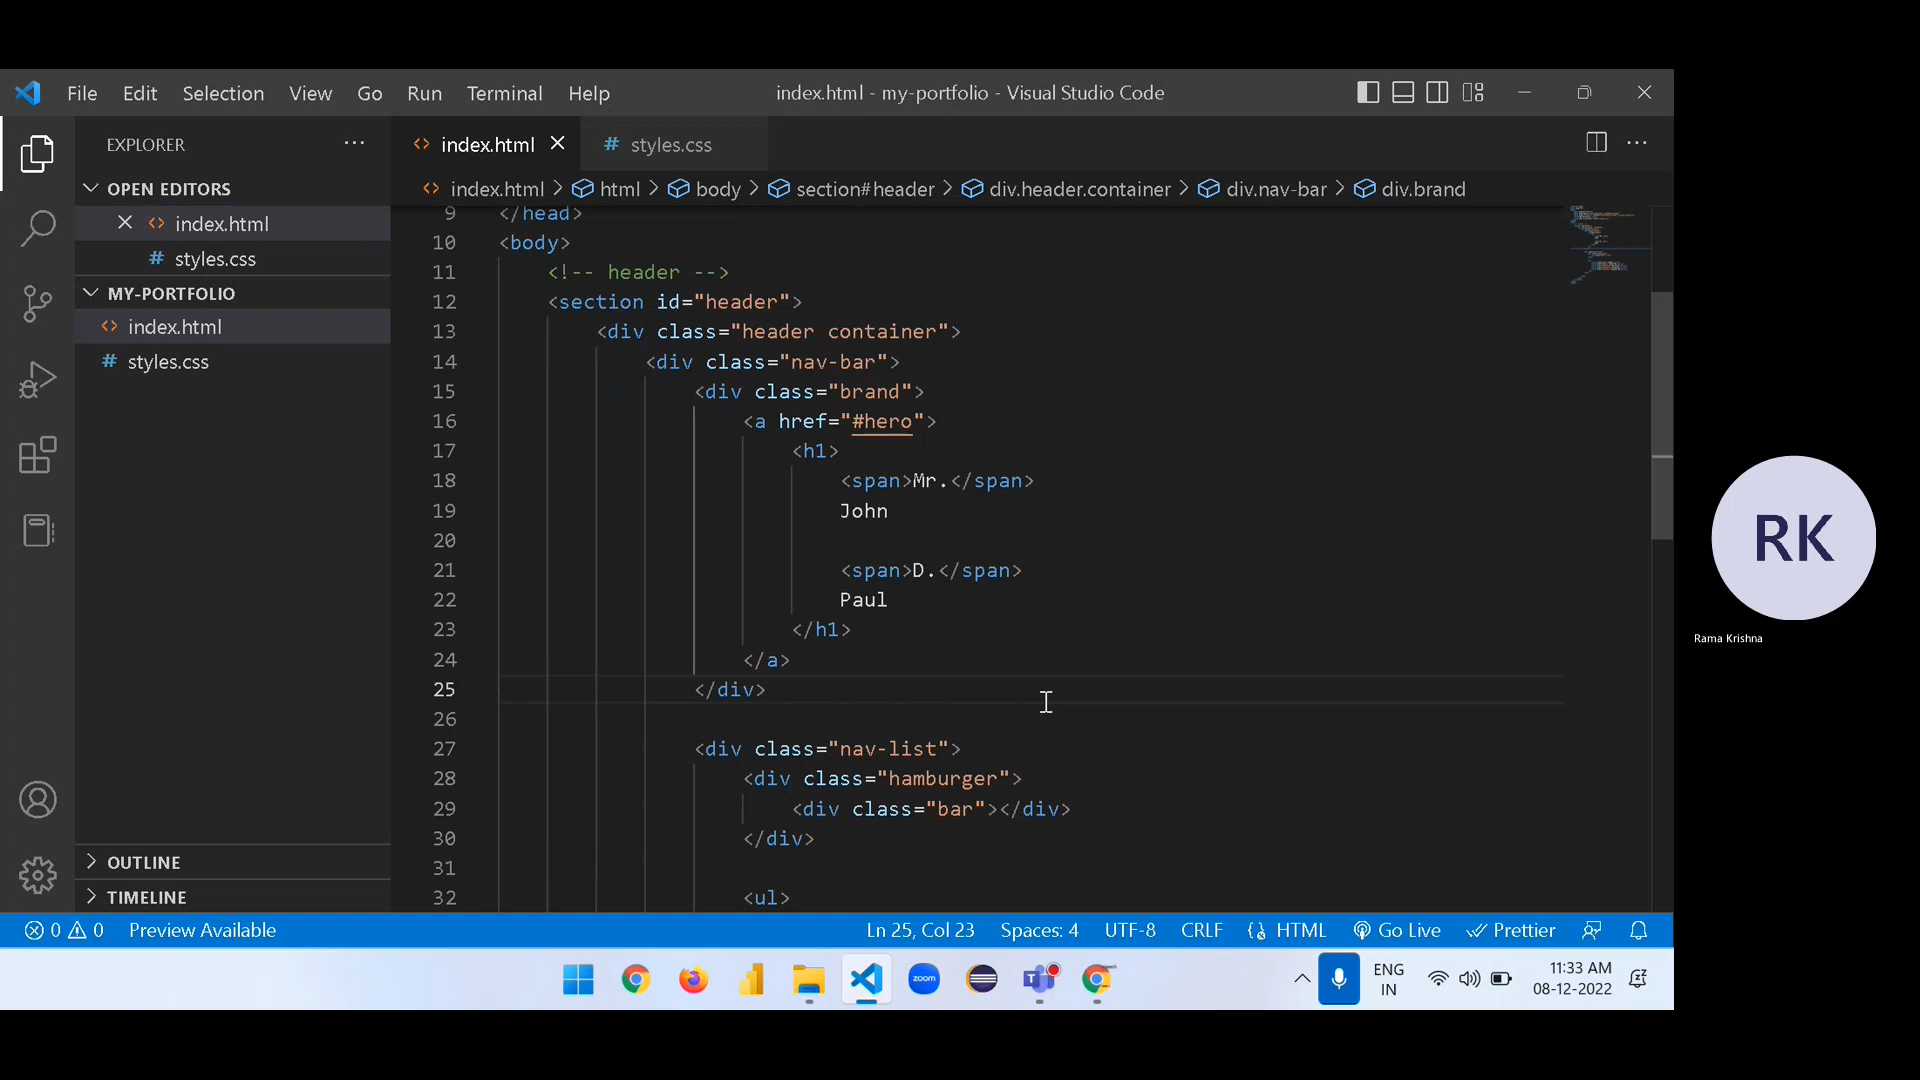 File Edit Selection View Go Run Terminal Help index.html - my-portfolio - Visual Studio Code
EXPLORER
index.html
styles.css
OPEN EDITORS
index.html
styles.css
MY-PORTFOLIO
index.html
styles.css
OUTLINE
TIMELINE
index.html > html > body > section#header > div.header.container > div.nav-bar > div.brand
9 </head>
10 <body>
11 <!-- header -->
12 <section id="header">
13 <div class="header container">
14 <div class="nav-bar">
15 <div class="brand">
16 <a href="#hero">
17 <h1>
18 <span>Mr.</span>
19 John
20
21 <span>D.</span>
22 Paul
23 </h1>
24 </a>
25 </div>
26
27 <div class="nav-list">
28 <div class="hamburger">
29 <div class="bar"></div>
30 </div>
31
32 <ul>
0 0 Preview Available Ln 25, Col 23 Spaces: 4 UTF-8 CRLF HTML Go Live Prettier
zoom
T
ENG
IN
11:33 AM
08-12-2022
RK
Rama Krishna